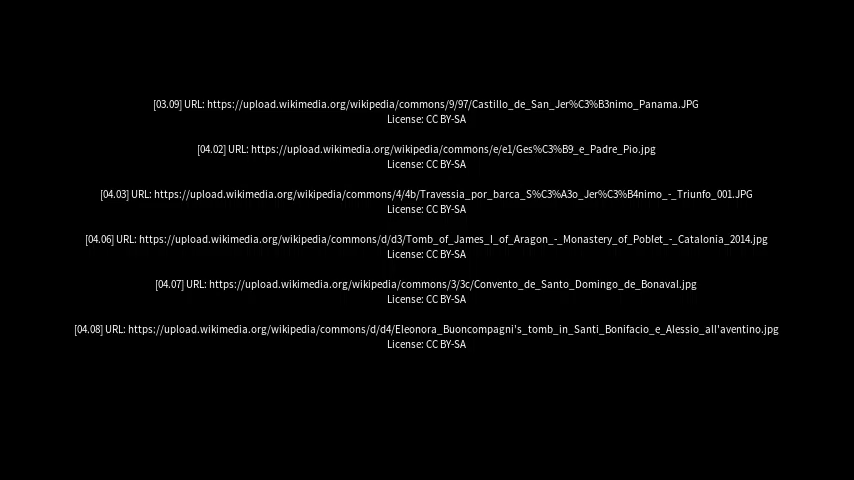 [03.09] URL: https://upload.wikimedia.org/wikipedia/commons/9/97/Castillo_de_San_Jer%C3%B3nimo_Panama.JPG
License: CC BY-SA
[04.02] URL: https://upload.wikimedia.org/wikipedia/commons/e/e1/Ges%C3%B9_e_Padre_Pio.jpg
License: CC BY-SA
[04.03] URL: https://upload.wikimedia.org/wikipedia/commons/4/4b/Travessia_por_barca_S%C3%A3o_Jer%C3%B4nimo_-_Triunfo_001.JPG
License: CC BY-SA
[04.06] URL: https://upload.wikimedia.org/wikipedia/commons/d/d3/Tomb_of_James_I_of_Aragon_-_Monastery_of_Poblet_-_Catalonia_2014.jpg
License: CC BY-SA
[04.07] URL: https://upload.wikimedia.org/wikipedia/commons/3/3c/Convento_de_Santo_Domingo_de_Bonaval.jpg
License: CC BY-SA
[04.08] URL: https://upload.wikimedia.org/wikipedia/commons/d/d4/Eleonora_Buoncompagni's_tomb_in_Santi_Bonifacio_e_Alessio_all'aventino.jpg
License: CC BY-SA